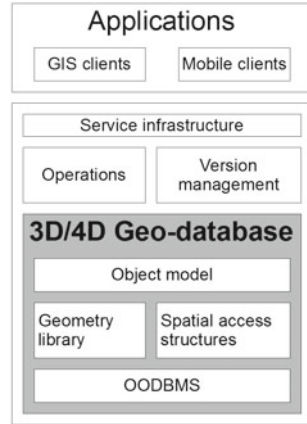 Applications
GIS clients
Mobile clients
Service infrastructure
Operations
Version
management
3D/4D Geo-database
Object model
Geometry
library
Spatial access
structures
OODBMS